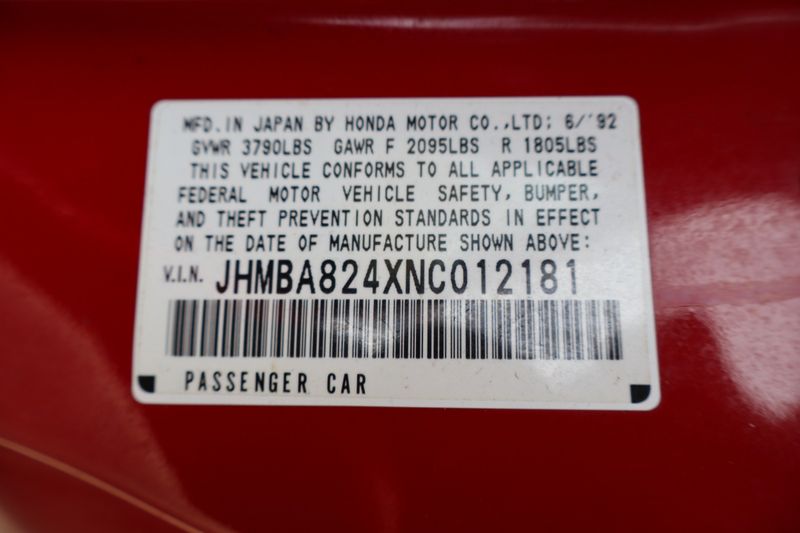 MFD. IN JAPAN BY HONDA MOTOR CO.,LTD; 6/'92
GVWR 3790LBS GAWR F 2095LBS R 1805LBS
THIS VEHICLE CONFORMS TO ALL APPLICABLE
FEDERAL MOTOR VEHICLE SAFETY, BUMPER,
AND THEFT PREVENTION STANDARDS IN EFFECT
ON THE DATE OF MANUFACTURE SHOWN ABOVE:
V.I.N. JHMBA824XNC012181
PASSENGER CAR